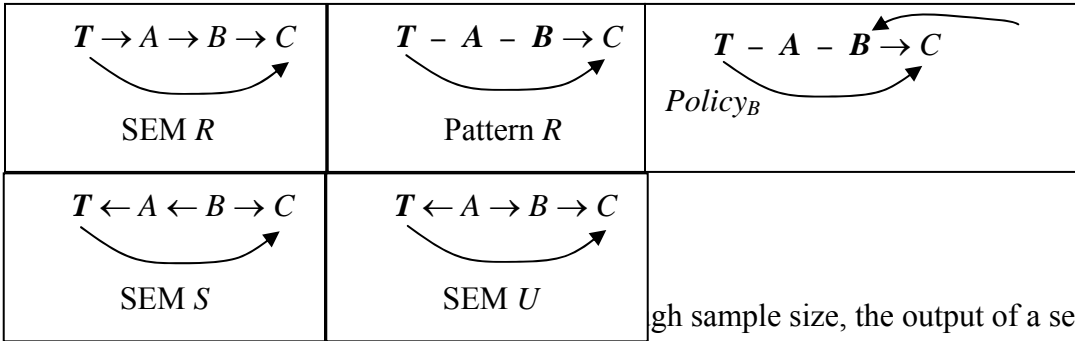 T → A → B → C
SEM R
T – A – B → C
Pattern R
T – A – B → C
Policy_B
T ← A ← B → C
SEM S
T ← A → B → C
SEM U
gh sample size, the output of a se